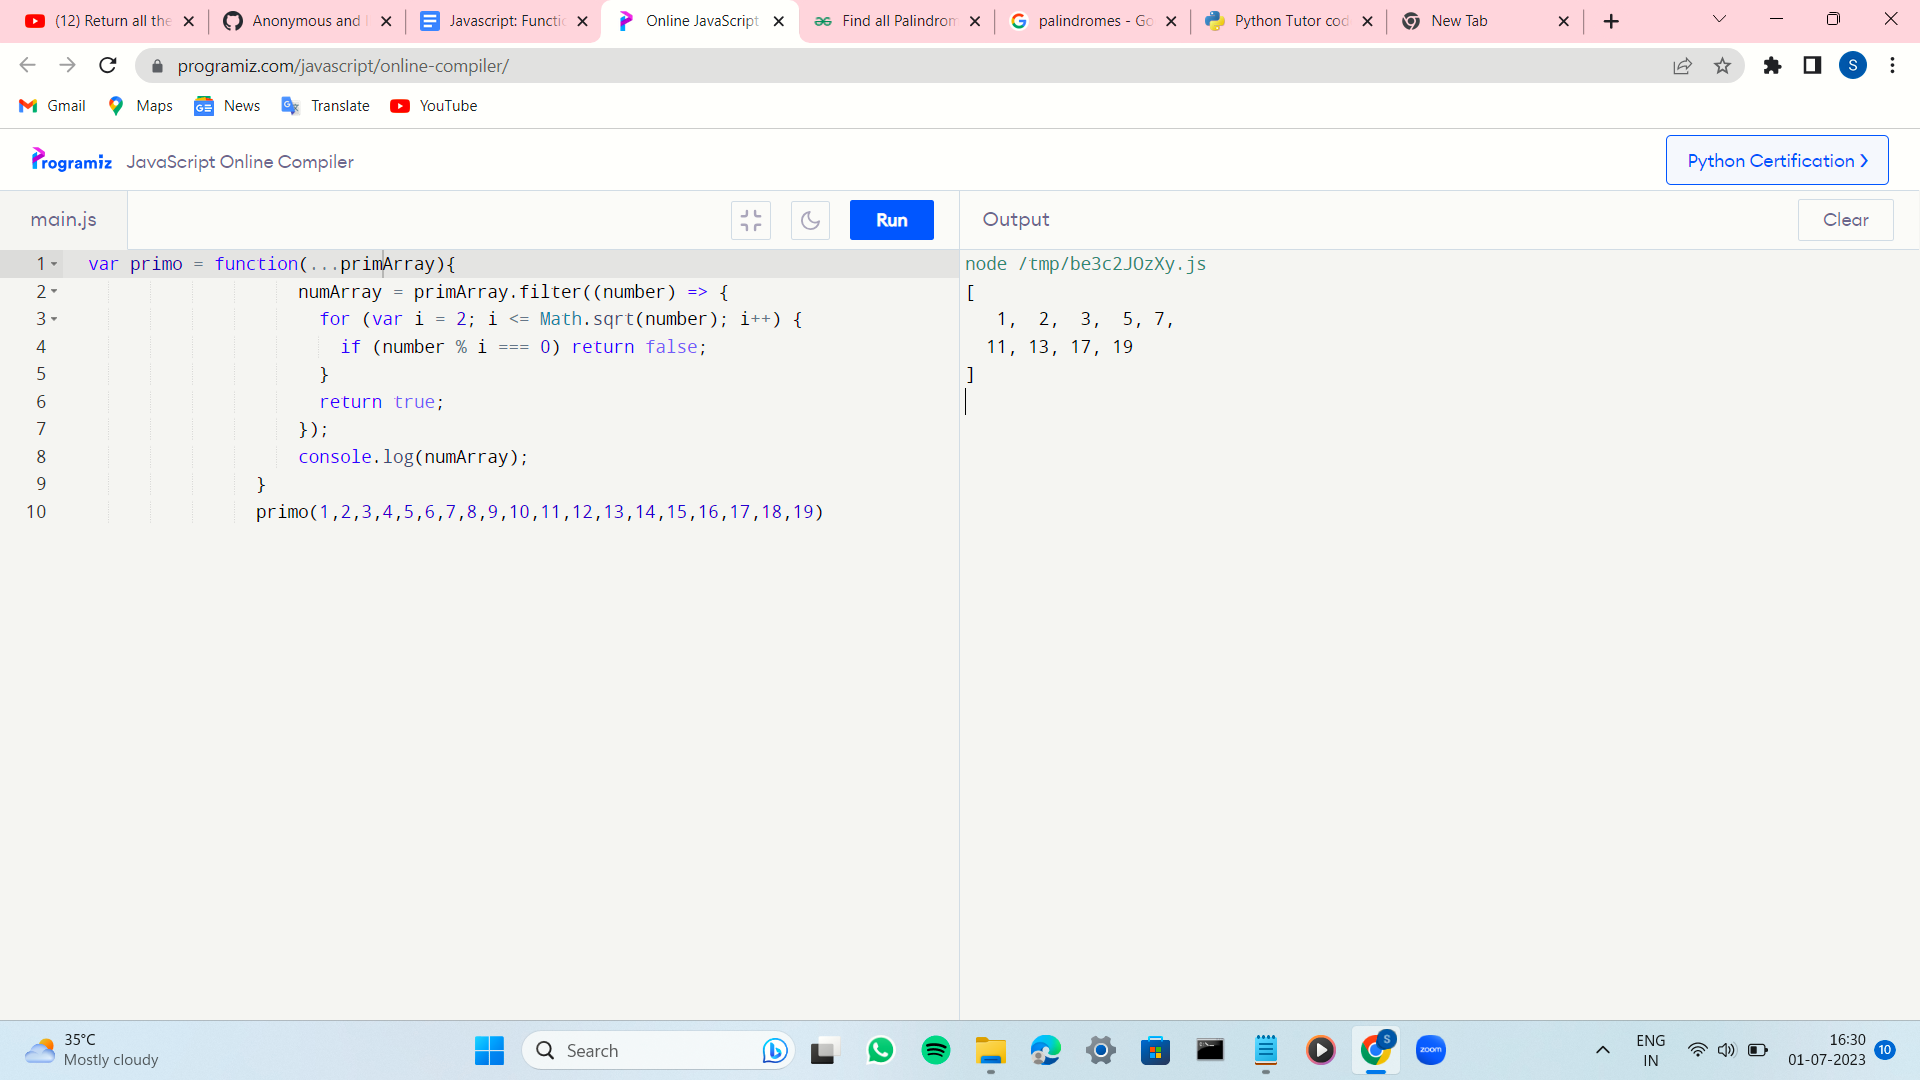 (12) Return all the
Anonymous and
Javascript: Functi
Online JavaScript
Find all Palindrom
palindromes - Go
Python Tutor cod
New Tab
programiz.com/javascript/online-compiler/
S
Gmail
Maps
News
Translate
YouTube
Programiz
JavaScript Online Compiler
Python Certification
main.js
Run
Output
Clear
1 var primo = function(...primArray){
2 numArray = primArray.filter((number) => {
3 for (var i = 2; i <= Math.sqrt(number); i++) {
4 if (number % i === 0) return false;
5 }
6 return true;
7 });
8 console.log(numArray);
9 }
10 primo(1,2,3,4,5,6,7,8,9,10,11,12,13,14,15,16,17,18,19)
node /tmp/be3c2JOzXy.js
[
1, 2, 3, 5, 7,
11, 13, 17, 19
]
35°C
Mostly cloudy
Search
S
zoom
ENG
IN
16:30
01-07-2023
10